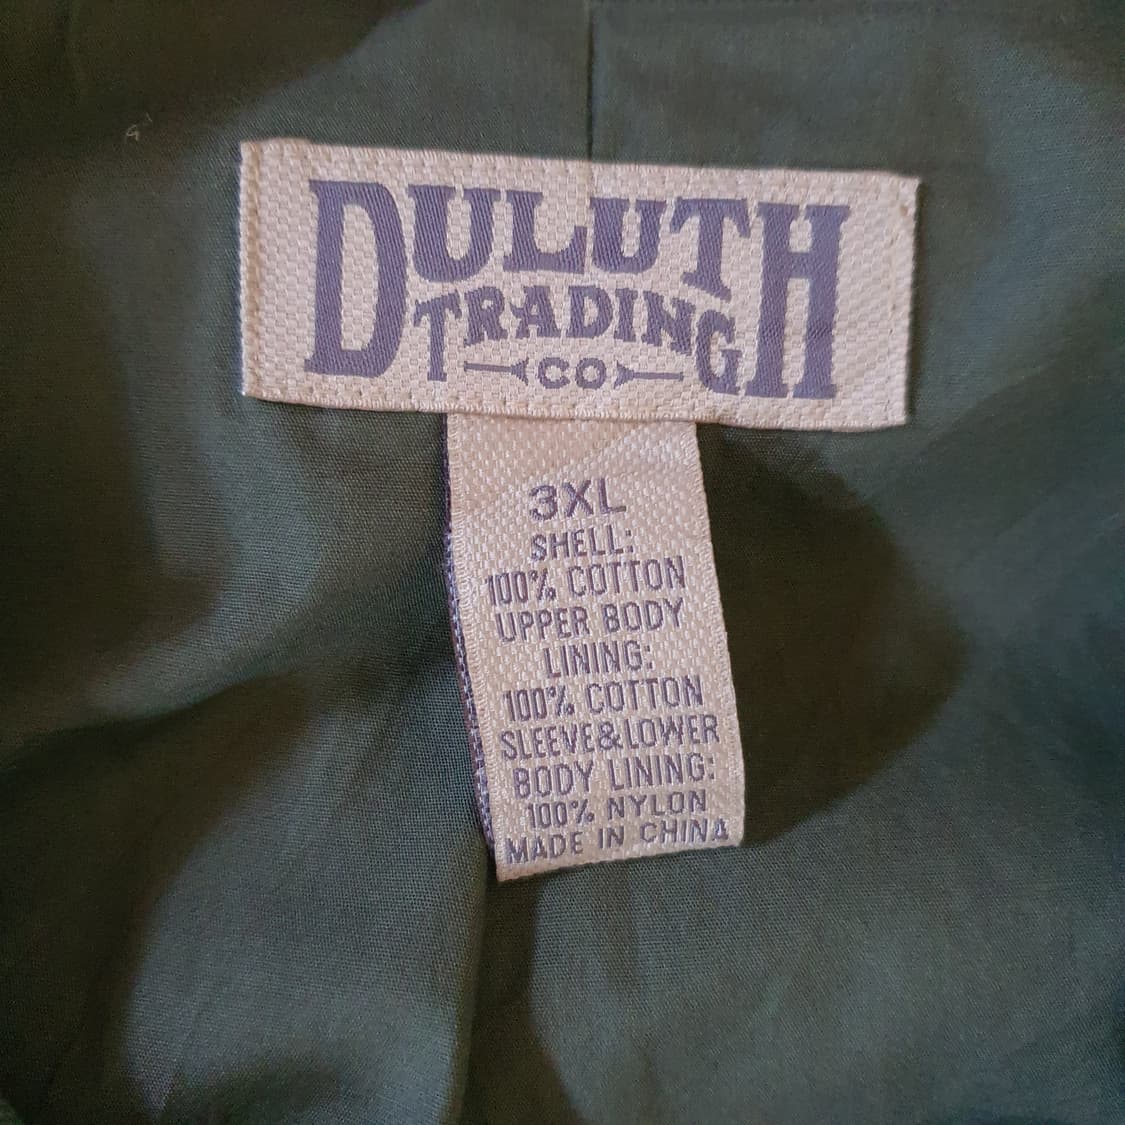 DULUTH
TRADING
CO
3XL
SHELL:
100% COTTON
UPPER BODY
LINING:
100% COTTON
SLEEVE&LOWER
BODY LINING:
100% NYLON
MADE IN CHINA